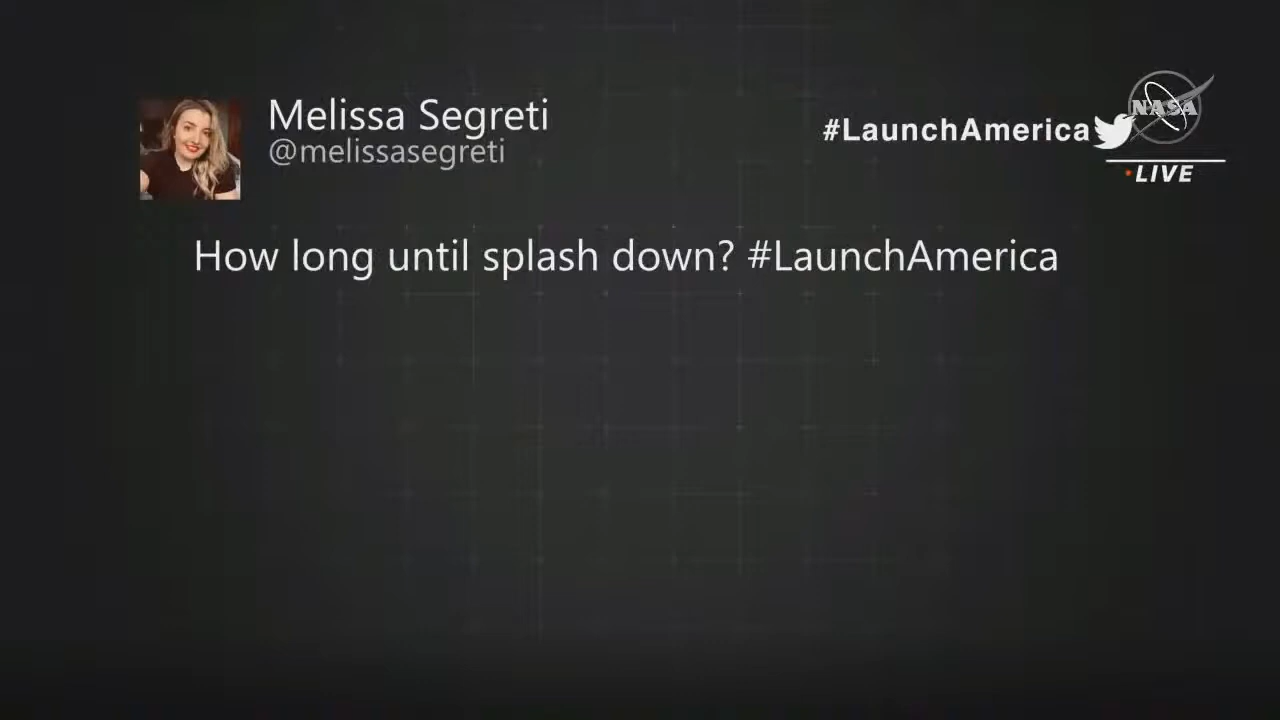 Melissa Segreti
@melissasegreti
#LaunchAmerica
NASA
LIVE
How long until splash down? #LaunchAmerica